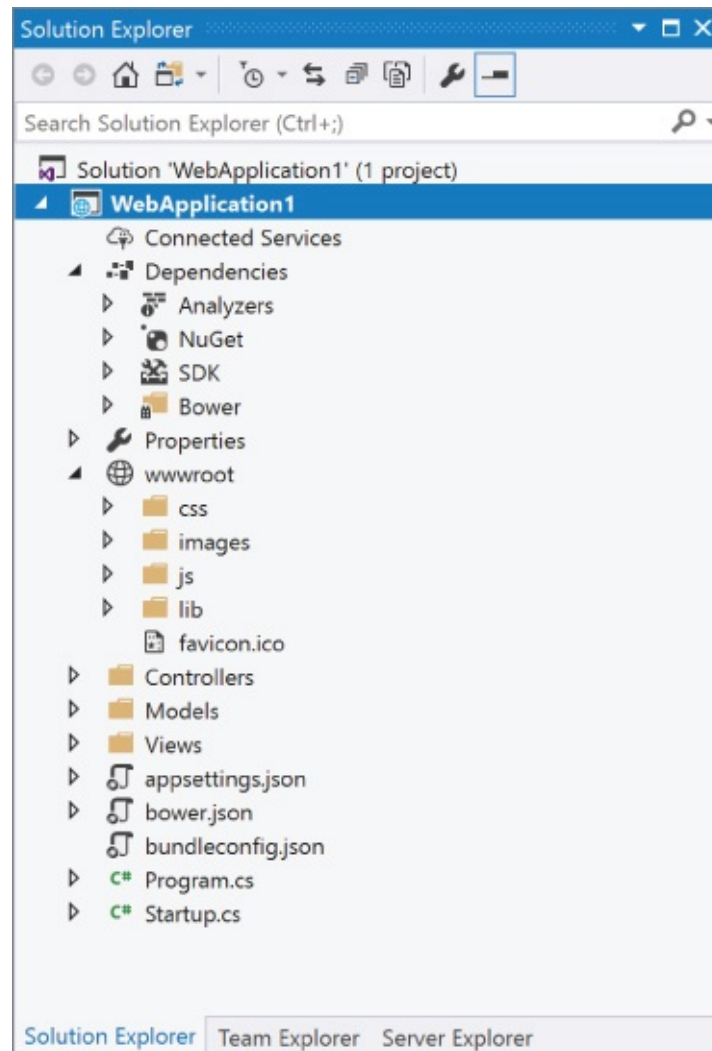 Solution Explorer
Search Solution Explorer (Ctrl+;)
Solution 'WebApplication1' (1 project)
WebApplication1
Connected Services
Dependencies
Analyzers
NuGet
SDK
Bower
Properties
wwwroot
css
images
js
lib
favicon.ico
Controllers
Models
Views
appsettings.json
bower.json
bundleconfig.json
C# Program.cs
C# Startup.cs
Solution Explorer Team Explorer Server Explorer